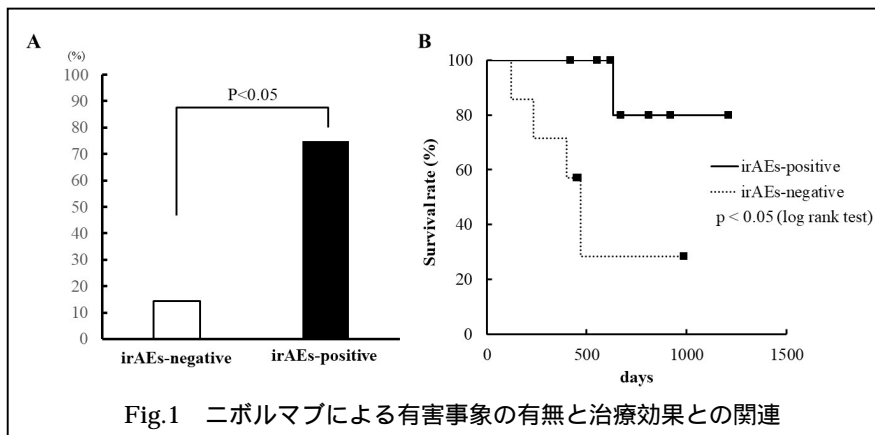 A
(%)
100
90
80
70
60
50
40
30
20
10
0
P<0.05
irAEs-negative
irAEs-positive
B
Survival rate (%)
100
80
60
40
20
0
0
500
1000
1500
days
irAEs-positive
irAEs-negative
p < 0.05 (log rank test)
Fig.1 ニボルマブによる有害事象の有無と治療効果との関連